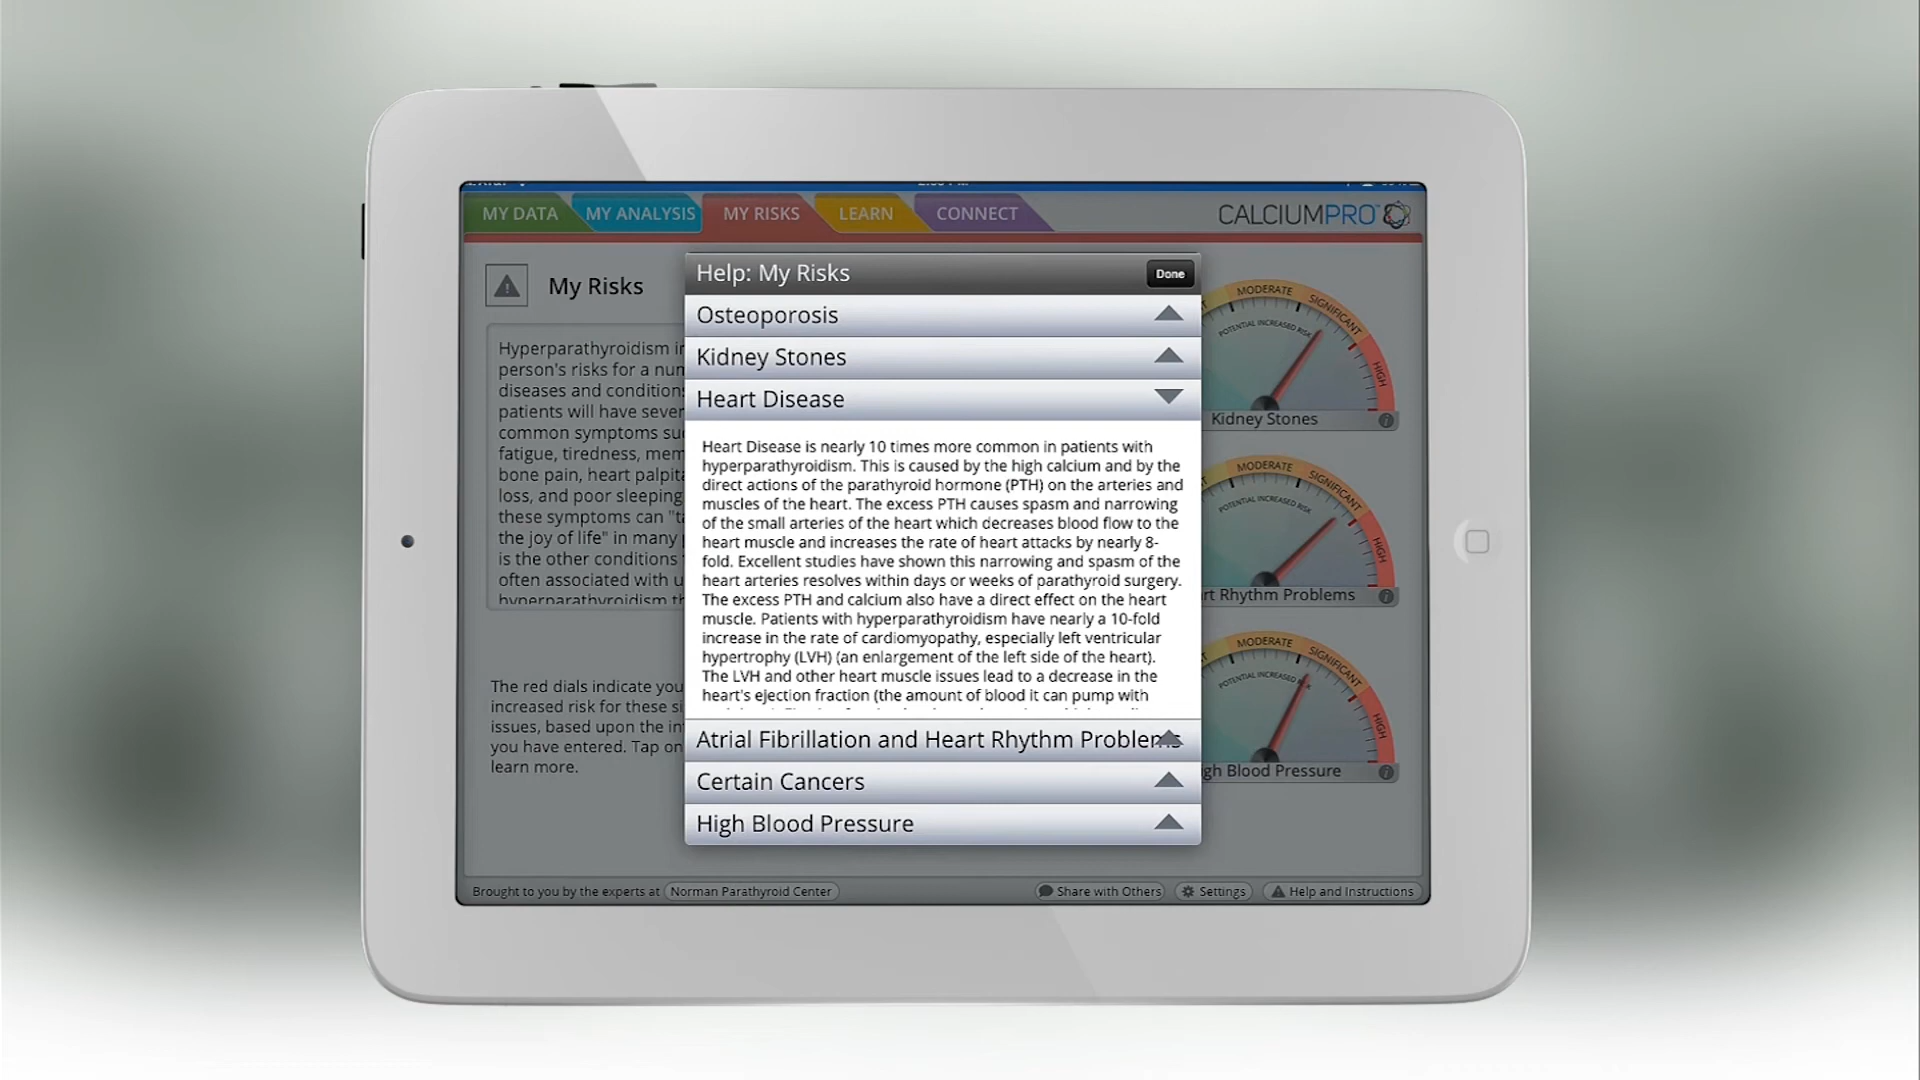 MY DATA
MY ANALYSIS
MY RISKS
LEARN
CONNECT
CALCIUMPRO™
My Risks
Hyperparathyroidism
person's risks for a
diseases and
patients will have
common symptoms
fatigue, tiredness,
bone pain, heart
loss, and poor sleeping
these symptoms can
the joy of life" in many
is the other conditions
often associated with
hyperparathyroidism
The red dials indicate
increased risk for these
issues, based upon the
you have entered. Tap on
learn more.
Help: My Risks
Done
Osteoporosis
Kidney Stones
Heart Disease
Heart Disease is nearly 10 times more common in patients with
hyperparathyroidism. This is caused by the high calcium and by the
direct actions of the parathyroid hormone (PTH) on the arteries and
muscles of the heart. The excess PTH causes spasm and narrowing
of the small arteries of the heart which decreases blood flow to the
heart muscle and increases the rate of heart attacks by nearly 8-
fold. Excellent studies have shown this narrowing and spasm of the
heart arteries resolves within days or weeks of parathyroid surgery.
The excess PTH and calcium also have a direct effect on the heart
muscle. Patients with hyperparathyroidism have nearly a 10-fold
increase in the rate of cardiomyopathy, especially left ventricular
hypertrophy (LVH) (an enlargement of the left side of the heart).
The LVH and other heart muscle issues lead to a decrease in the
heart's ejection fraction (the amount of blood it can pump with
Atrial Fibrillation and Heart Rhythm Problems
Certain Cancers
High Blood Pressure
MODERATE
SIGNIFICANT
HIGH
POTENTIAL INCREASED RISK
Kidney Stones
MODERATE
SIGNIFICANT
HIGH
POTENTIAL INCREASED RISK
Rhythm Problems
MODERATE
SIGNIFICANT
HIGH
POTENTIAL INCREASED RISK
Blood Pressure
Brought to you by the experts at Norman Parathyroid Center
Share with Others
Settings
Help and Instructions